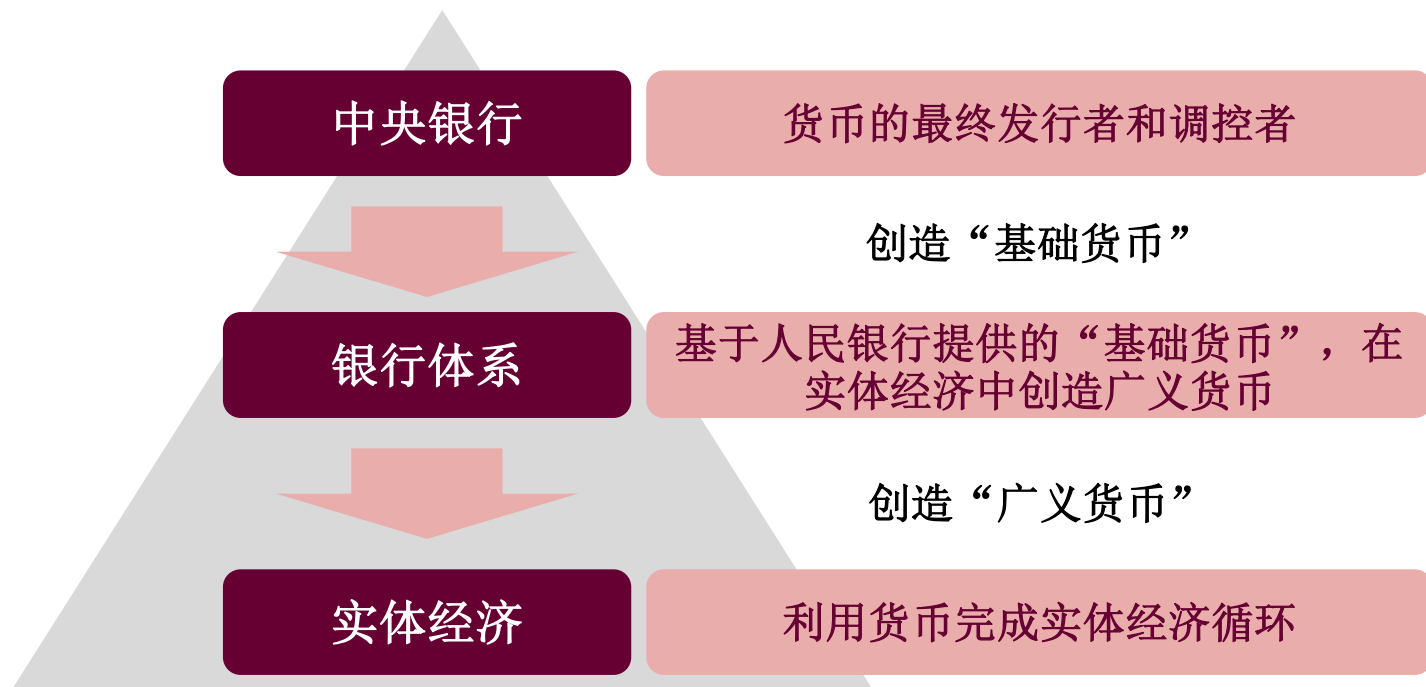 中央银行
货币的最终发行者和调控者
创造“基础货币”
银行体系
基于人民银行提供的“基础货币”，在
实体经济中创造广义货币
创造“广义货币”
实体经济
利用货币完成实体经济循环